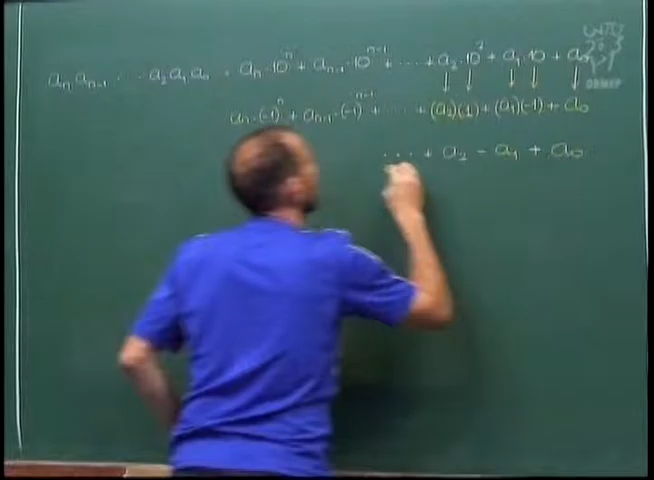 aₙ aₙ₋₁ ... a₂ a₁ a₀ = aₙ·10ⁿ + aₙ₋₁·10ⁿ⁻¹ + ... + a₂·10² + a₁·10 + a₀
aₙ·(-1)ⁿ + aₙ₋₁·(-1)ⁿ⁻¹ + ... + (a₂)(1) + (a₁)(-1) + a₀
... + a₂ - a₁ + a₀
OBMEP